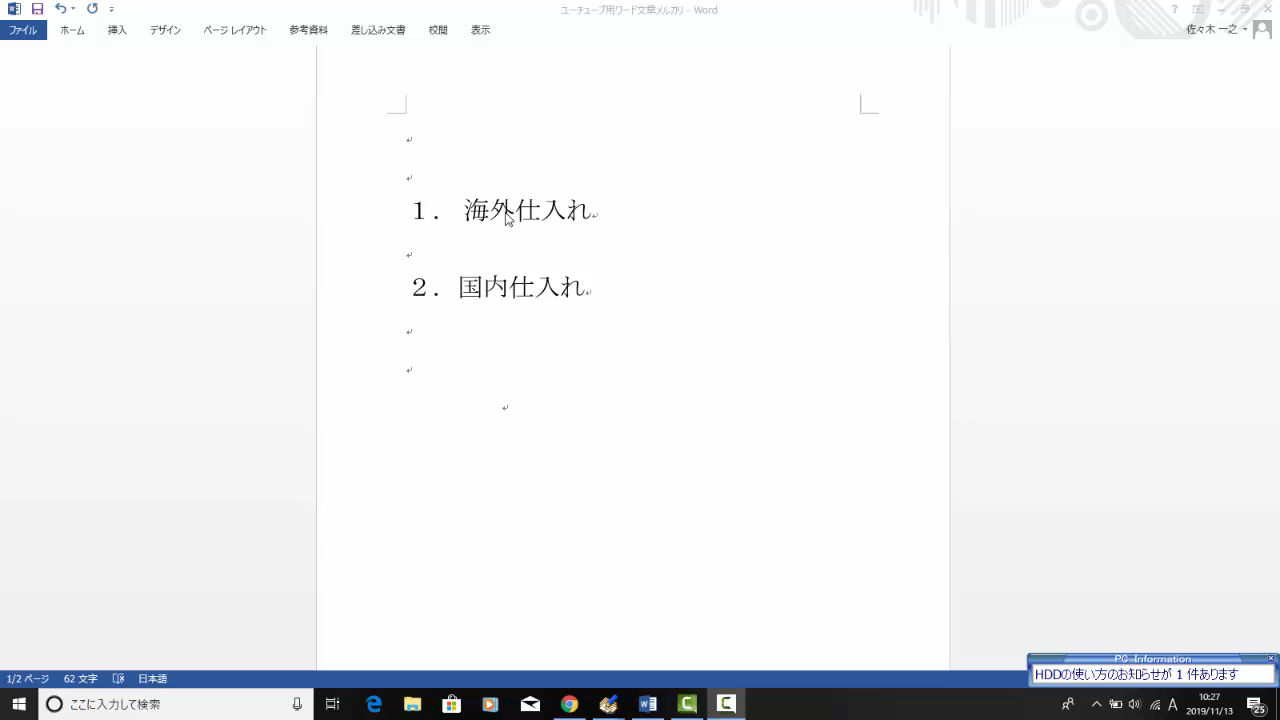 ユーチューブ用ワード文章メルカリ - Word
ファイル ホーム 挿入 デザイン ページ レイアウト 参考資料 差し込み文書 校閲 表示 佐々木 一之
１． 海外仕入れ
２．国内仕入れ
PC Information
HDDの使い方のお知らせが 1 件あります
1/2 ページ 62 文字 日本語
ここに入力して検索
A
10:27
2019/11/13
25